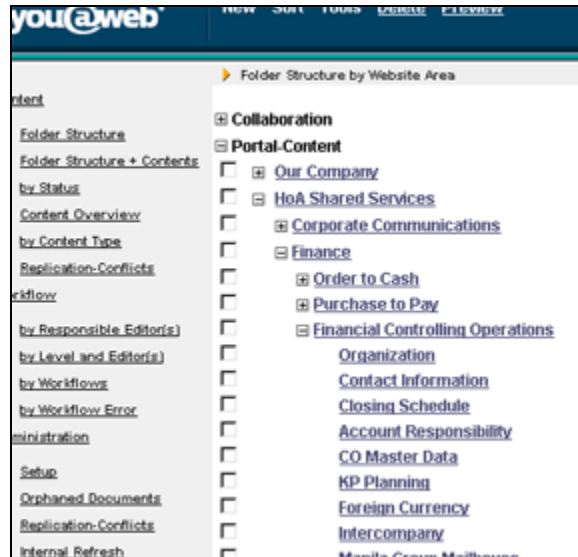 you@web
New Sort Tools Delete Preview
Folder Structure by Website Area
ntent
Folder Structure
Folder Structure + Contents
by Status
Content Overview
by Content Type
Replication-Conflicts
rkflow
by Responsible Editor(s)
by Level and Editor(s)
by Workflows
by Workflow Error
ministration
Setup
Orphaned Documents
Replication-Conflicts
Internal Refresh
Collaboration
Portal-Content
Our Company
HoA Shared Services
Corporate Communications
Finance
Order to Cash
Purchase to Pay
Financial Controlling Operations
Organization
Contact Information
Closing Schedule
Account Responsibility
CO Master Data
KP Planning
Foreign Currency
Intercompany
Manila Group Mailhouse